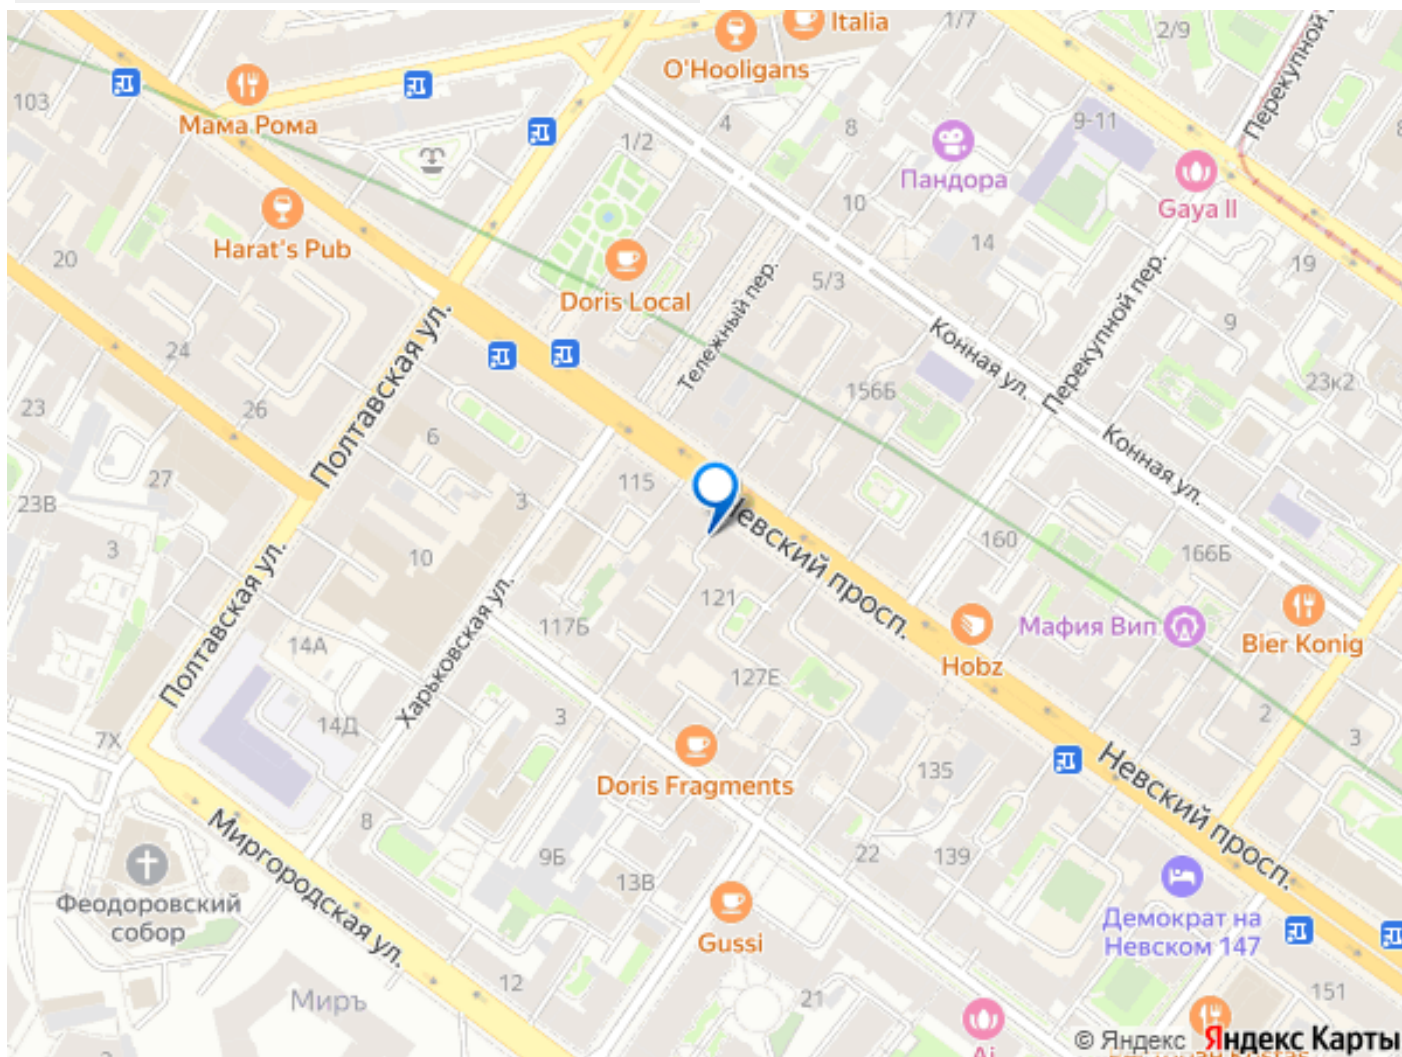 Italia
1/7
2/9
O'Hooligans
Перекупной
103
Мама Рома
1/2
4
8
9-11
Пандора
Gaya II
10
Harat's Pub
20
14
19
Doris Local
5/3
Тележный пер.
Перекупной пер.
9
24
Полтавская ул.
Конная ул.
23к2
156Б
23
26
6
Конная ул.
27
115
3
23В
Невский просп.
3
10
160
166Б
Полтавская ул.
121
117Б
Харьковская ул.
Мафия Вип
Bier Konig
14А
Hobz
127Е
14Д
3
2
3
7Х
Doris Fragments
135
Невский просп.
8
Миргородская ул.
9Б
22
139
13В
Феодоровский
собор
Демократ на
Невском 147
Gussi
12
Миръ
21
151
© Яндекс Яндекс Карты